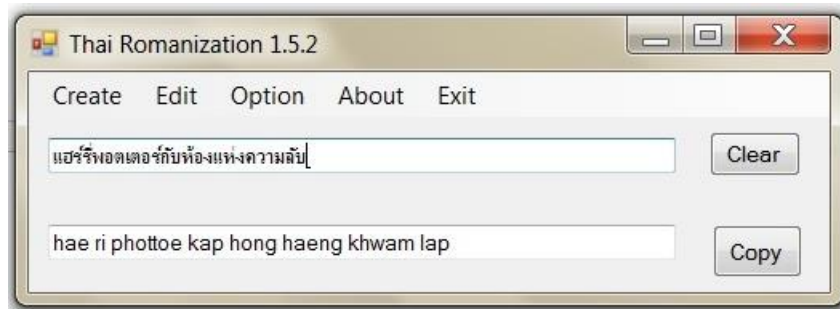 Thai Romanization 1.5.2
Create Edit Option About Exit
แฮร์รี่พอตเตอร์กับห้องแห่งความลับ Clear
hae ri phottoe kap hong haeng khwam lap Copy